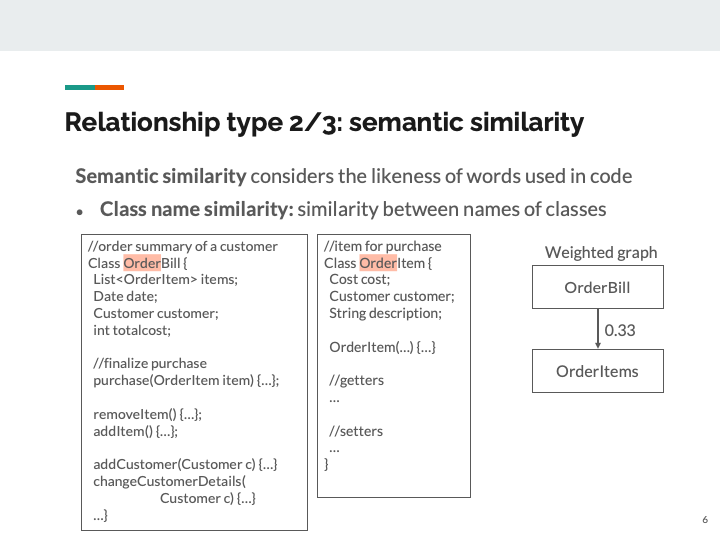 Relationship type 2/3: semantic similarity
Semantic similarity considers the likeness of words used in code
● Class name similarity: similarity between names of classes
//order summary of a customer
Class OrderBill {
List<OrderItem> items;
Date date;
Customer customer;
int totalcost;
//finalize purchase
purchase(OrderItem item) {…};
removeItem() {…};
addItem() {…};
addCustomer(Customer c) {…}
changeCustomerDetails(
Customer c) {…}
…}
//item for purchase
Class OrderItem {
Cost cost;
Customer customer;
String description;
OrderItem(…) {…}
//getters
…
//setters
…
}
Weighted graph
OrderBill
0.33
OrderItems
6